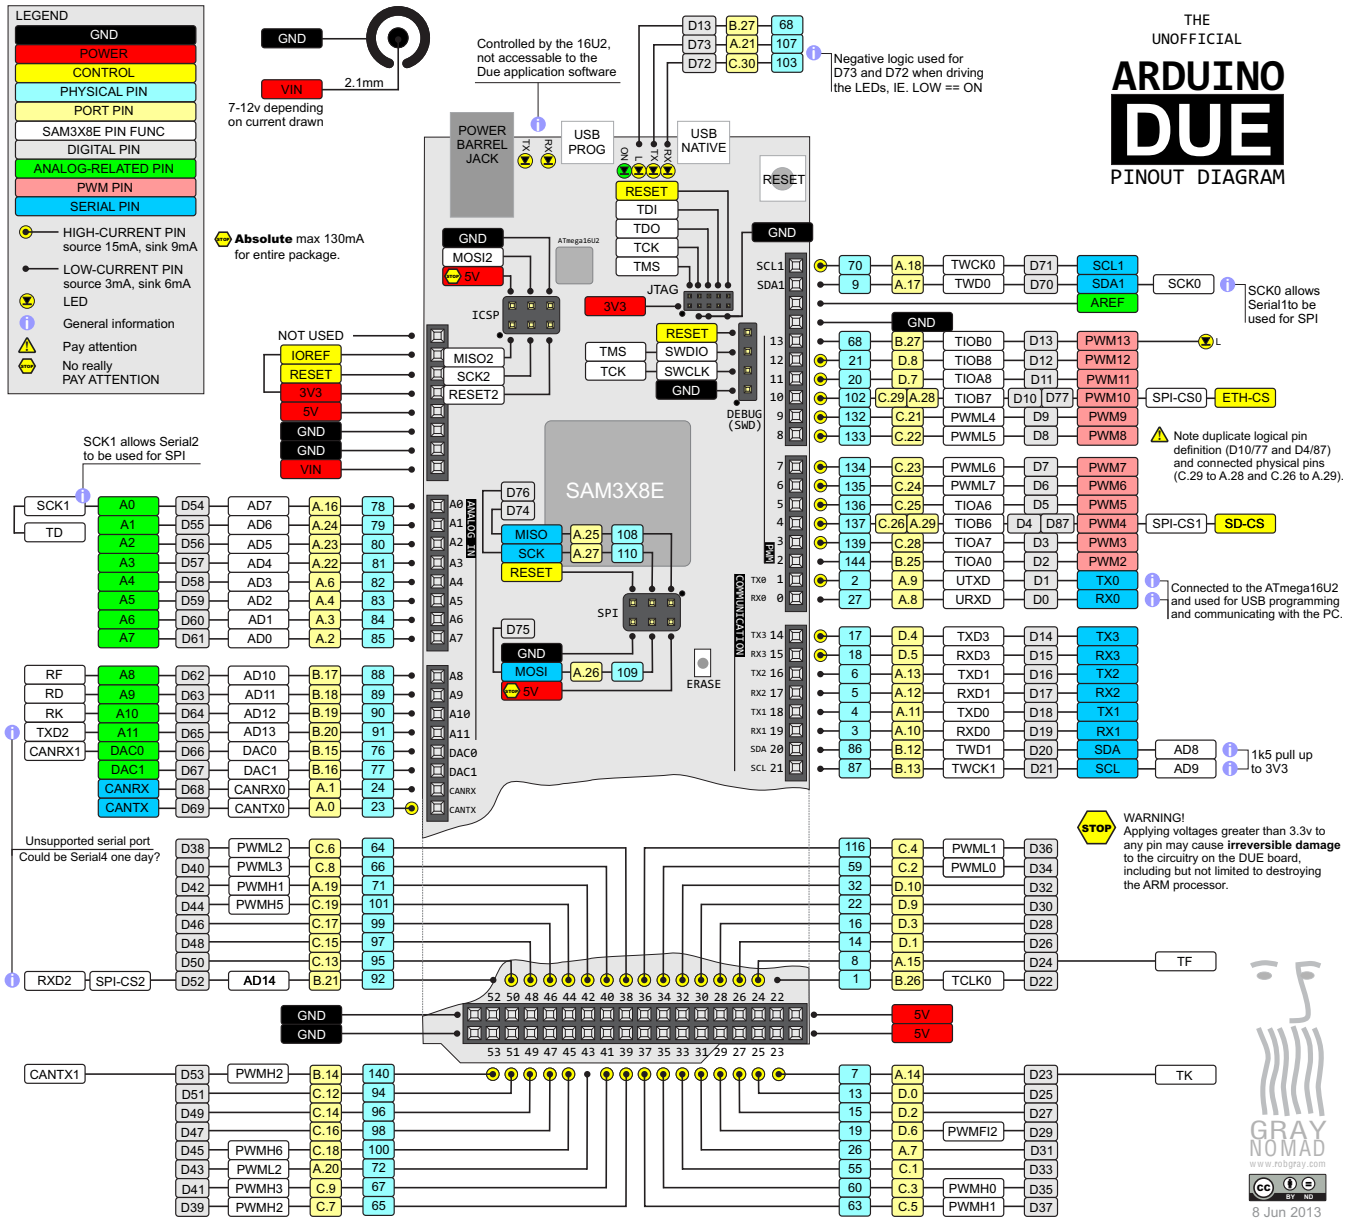 LEGEND
GND
POWER
CONTROL
PHYSICAL PIN
PORT PIN
SAM3X8E PIN FUNC
DIGITAL PIN
ANALOG-RELATED PIN
PWM PIN
SERIAL PIN
HIGH-CURRENT PIN
source 15mA, sink 9mA
LOW-CURRENT PIN
source 3mA, sink 6mA
LED
General information
Pay attention
No really
PAY ATTENTION
GND
VIN
2.1mm
7-12v depending
on current drawn
STOP Absolute max 130mA
for entire package.
Controlled by the 16U2,
not accessable to the
Due application software
D13 B.27 68
D73 A.21 107
D72 C.30 103
Negative logic used for
D73 and D72 when driving
the LEDs, IE. LOW == ON
THE
UNOFFICIAL
ARDUINO
DUE
PINOUT DIAGRAM
POWER
BARREL
JACK
TX
RX
USB
PROG
ON
L
TX
RX
USB
NATIVE
RESET
RESET
TDI
TDO
TCK
TMS
JTAG
3V3
GND
GND
MOSI2
STOP 5V
ATmega16U2
ICSP
MISO2
SCK2
RESET2
NOT USED
IOREF
RESET
3V3
5V
GND
GND
VIN
RESET
TMS SWDIO
TCK SWCLK
GND
DEBUG
(SWD)
SCL1 70 A.18 TWCK0 D71 SCL1
SDA1 9 A.17 TWD0 D70 SDA1 SCK0
AREF
GND
SCK0 allows
Serial1to be
used for SPI
13 68 B.27 TIOB0 D13 PWM13 L
12 21 D.8 TIOB8 D12 PWM12
11 20 D.7 TIOA8 D11 PWM11
10 102 C.29 A.28 TIOB7 D10 D77 PWM10 SPI-CS0 ETH-CS
9 132 C.21 PWML4 D9 PWM9
8 133 C.22 PWML5 D8 PWM8
Note duplicate logical pin
definition (D10/77 and D4/87)
and connected physical pins
(C.29 to A.28 and C.26 to A.29).
7 134 C.23 PWML6 D7 PWM7
6 135 C.24 PWML7 D6 PWM6
5 136 C.25 TIOA6 D5 PWM5
4 137 C.26 A.29 TIOB6 D4 D87 PWM4 SPI-CS1 SD-CS
3 139 C.28 TIOA7 D3 PWM3
2 144 B.25 TIOA0 D2 PWM2
TX0 1 2 A.9 UTXD D1 TX0
RX0 0 27 A.8 URXD D0 RX0
PWM
COMMUNICATION
Connected to the ATmega16U2
and used for USB programming
and communicating with the PC.
TX3 14 17 D.4 TXD3 D14 TX3
RX3 15 18 D.5 RXD3 D15 RX3
TX2 16 6 A.13 TXD1 D16 TX2
RX2 17 5 A.12 RXD1 D17 RX2
TX1 18 4 A.11 TXD0 D18 TX1
RX1 19 3 A.10 RXD0 D19 RX1
SDA 20 86 B.12 TWD1 D20 SDA AD8
SCL 21 87 B.13 TWCK1 D21 SCL AD9
1k5 pull up
to 3V3
SAM3X8E
D76
D74
MISO A.25 108
SCK A.27 110
RESET
SPI
D75
GND
MOSI A.26 109
STOP 5V
ERASE
SCK1 allows Serial2
to be used for SPI
SCK1 A0 D54 AD7 A.16 78 A0
TD A1 D55 AD6 A.24 79 A1
A2 D56 AD5 A.23 80 A2
A3 D57 AD4 A.22 81 A3
A4 D58 AD3 A.6 82 A4
A5 D59 AD2 A.4 83 A5
A6 D60 AD1 A.3 84 A6
A7 D61 AD0 A.2 85 A7
ANALOG IN
RF A8 D62 AD10 B.17 88 A8
RD A9 D63 AD11 B.18 89 A9
RK A10 D64 AD12 B.19 90 A10
TXD2 A11 D65 AD13 B.20 91 A11
CANRX1 DAC0 D66 DAC0 B.15 76 DAC0
DAC1 D67 DAC1 B.16 77 DAC1
CANRX D68 CANRX0 A.1 24 CANRX
CANTX D69 CANTX0 A.0 23 CANTX
Unsupported serial port
Could be Serial4 one day?
STOP
WARNING!
Applying voltages greater than 3.3v to
any pin may cause irreversible damage
to the circuitry on the DUE board,
including but not limited to destroying
the ARM processor.
D38 PWML2 C.6 64
D40 PWML3 C.8 66
D42 PWMH1 A.19 71
D44 PWMH5 C.19 101
D46 C.17 99
D48 C.15 97
D50 C.13 95
RXD2 SPI-CS2 D52 AD14 B.21 92
116 C.4 PWML1 D36
59 C.2 PWML0 D34
32 D.10 D32
22 D.9 D30
16 D.3 D28
14 D.1 D26
8 A.15 D24 TF
1 B.26 TCLK0 D22
52 50 48 46 44 42 40 38 36 34 32 30 28 26 24 22
GND 5V
GND 5V
53 51 49 47 45 43 41 39 37 35 33 31 29 27 25 23
CANTX1 D53 PWMH2 B.14 140
D51 C.12 94
D49 C.14 96
D47 C.16 98
D45 PWMH6 C.18 100
D43 PWML2 A.20 72
D41 PWMH3 C.9 67
D39 PWMH2 C.7 65
7 A.14 D23 TK
13 D.0 D25
15 D.2 D27
19 D.6 PWMFI2 D29
26 A.7 D31
55 C.1 D33
60 C.3 PWMH0 D35
63 C.5 PWMH1 D37
GRAY
NOMAD
www.robgray.com
cc BY ND
8 Jun 2013